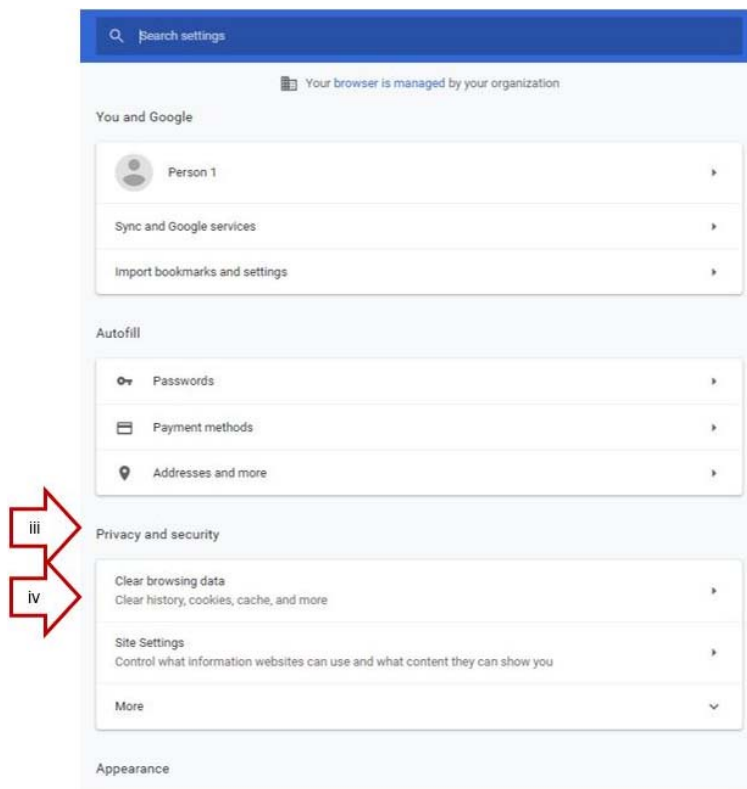 Search settings
Your browser is managed by your organization
You and Google
Person 1
Sync and Google services
Import bookmarks and settings
Autofill
Passwords
Payment methods
Addresses and more
iii
Privacy and security
iv
Clear browsing data
Clear history, cookies, cache, and more
Site Settings
Control what information websites can use and what content they can show you
More
Appearance